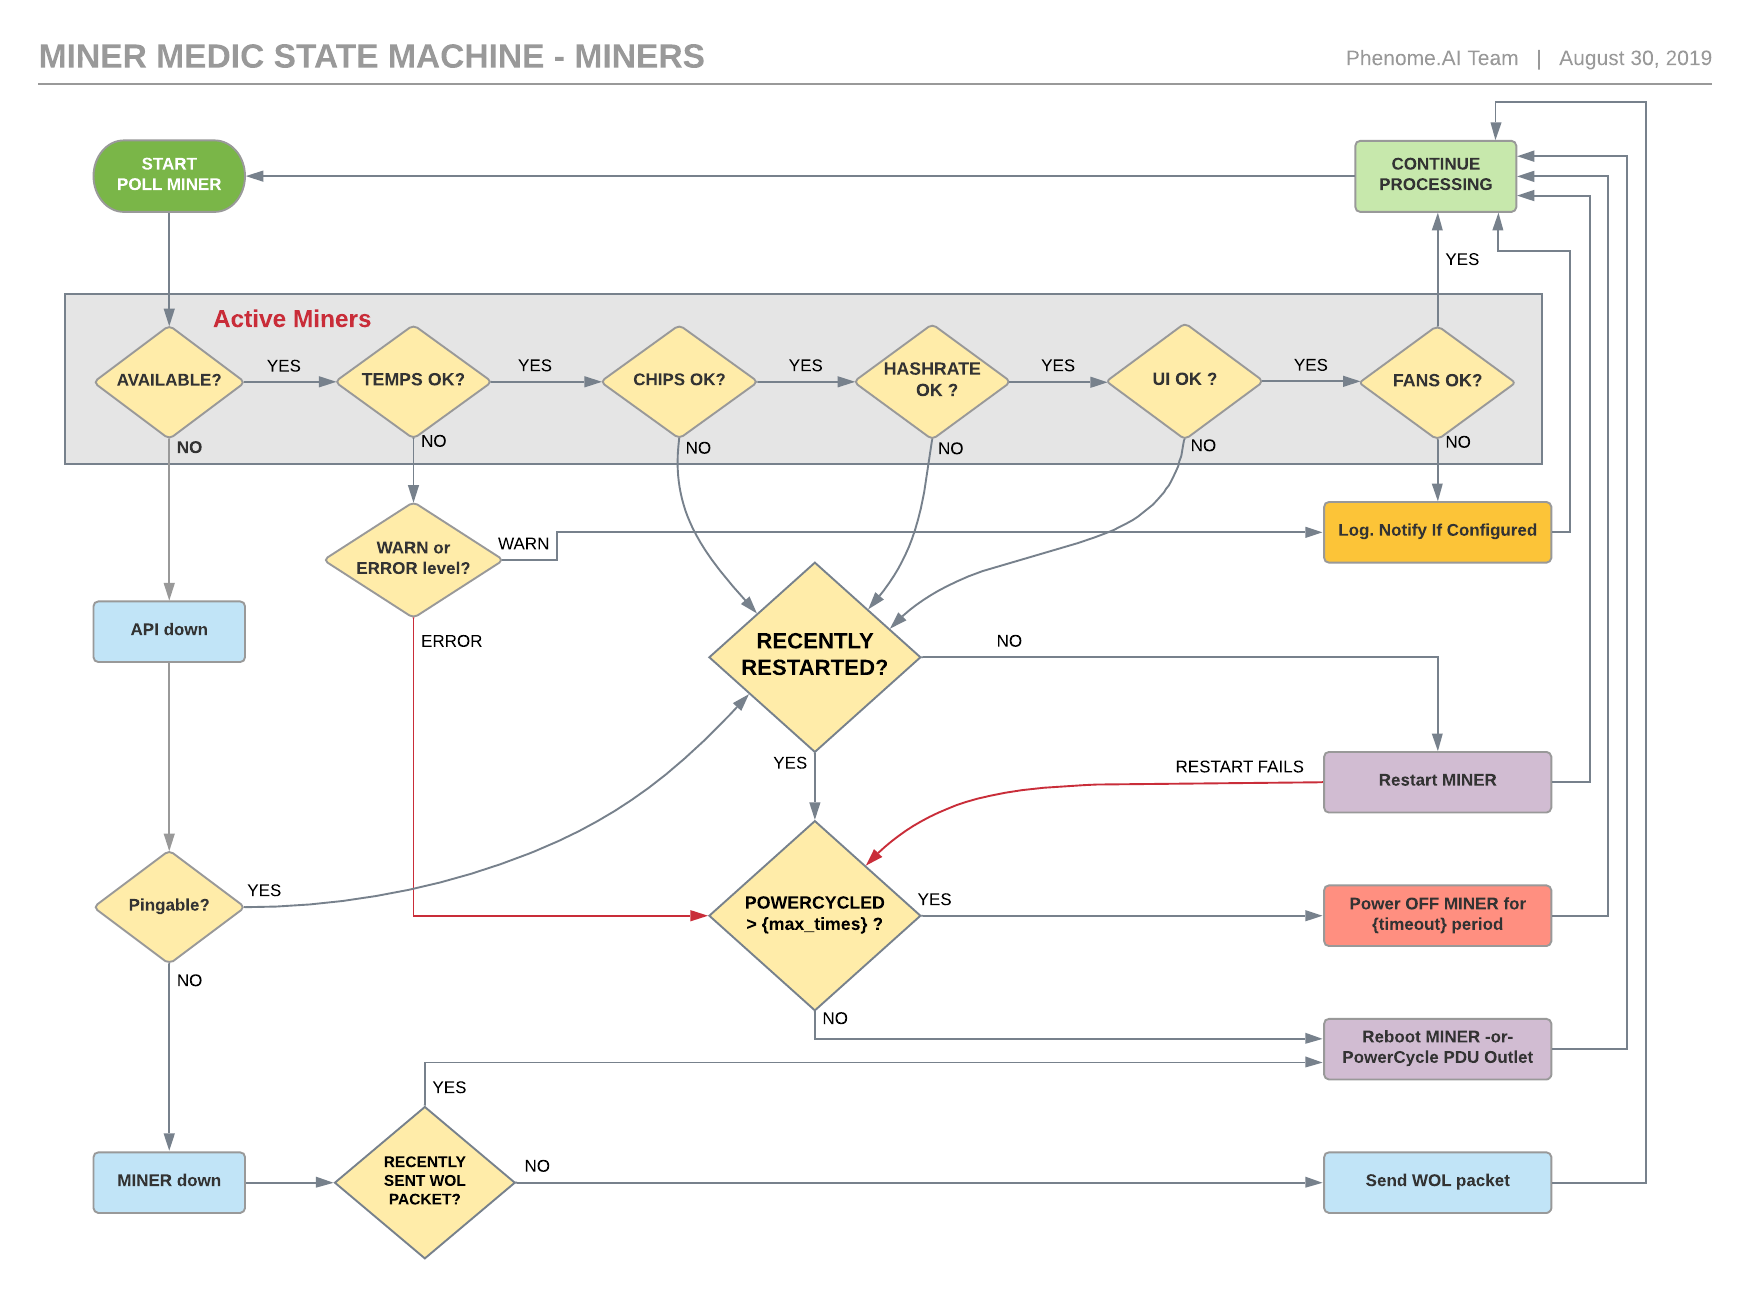 MINER MEDIC STATE MACHINE - MINERS
Phenome.AI Team | August 30, 2019
START
POLL MINER
CONTINUE
PROCESSING
YES
Active Miners
AVAILABLE?
YES
TEMPS OK?
YES
CHIPS OK?
YES
HASHRATE
OK ?
YES
UI OK ?
YES
FANS OK?
NO
NO
NO
NO
NO
NO
WARN or
ERROR level?
WARN
Log. Notify If Configured
API down
ERROR
RECENTLY
RESTARTED?
NO
YES
RESTART FAILS
Restart MINER
Pingable?
YES
POWERCYCLED
> {max_times} ?
YES
Power OFF MINER for
{timeout} period
NO
NO
Reboot MINER -or-
PowerCycle PDU Outlet
YES
MINER down
RECENTLY
SENT WOL
PACKET?
NO
Send WOL packet